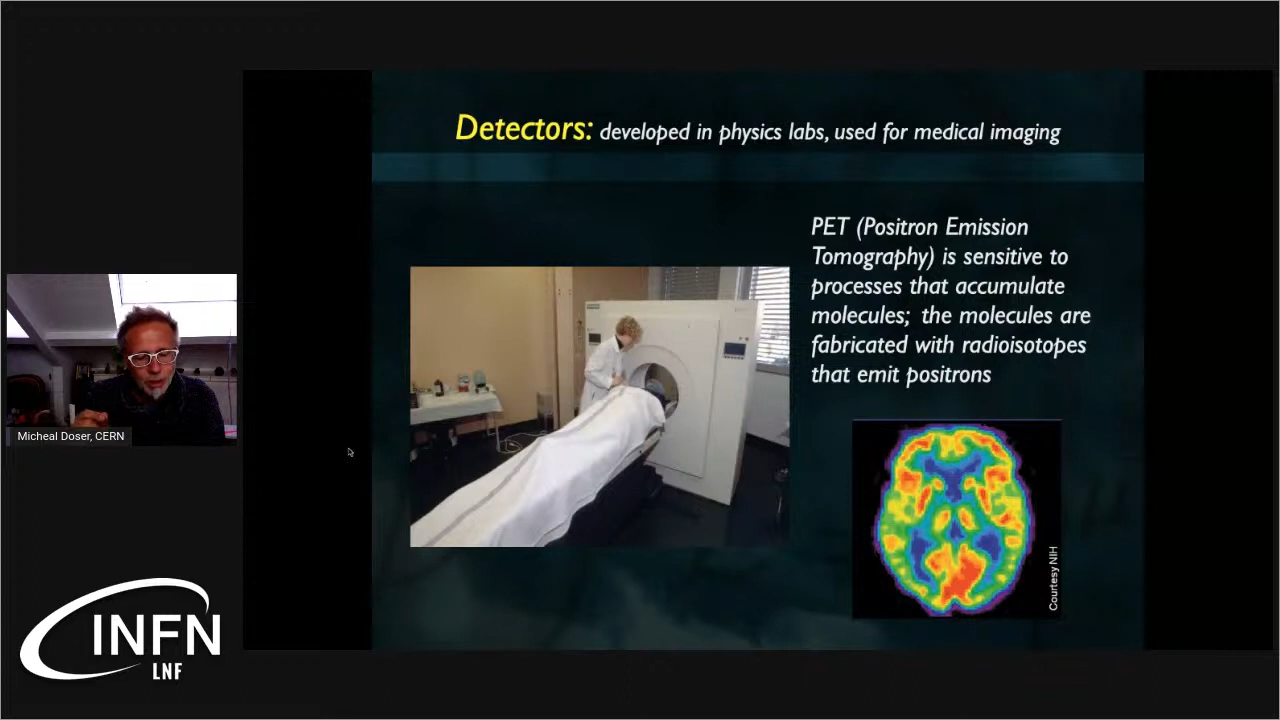 Detectors: developed in physics labs, used for medical imaging
PET (Positron Emission
Tomography) is sensitive to
processes that accumulate
molecules; the molecules are
fabricated with radioisotopes
that emit positrons
Courtesy NIH
Micheal Doser, CERN
INFN
LNF